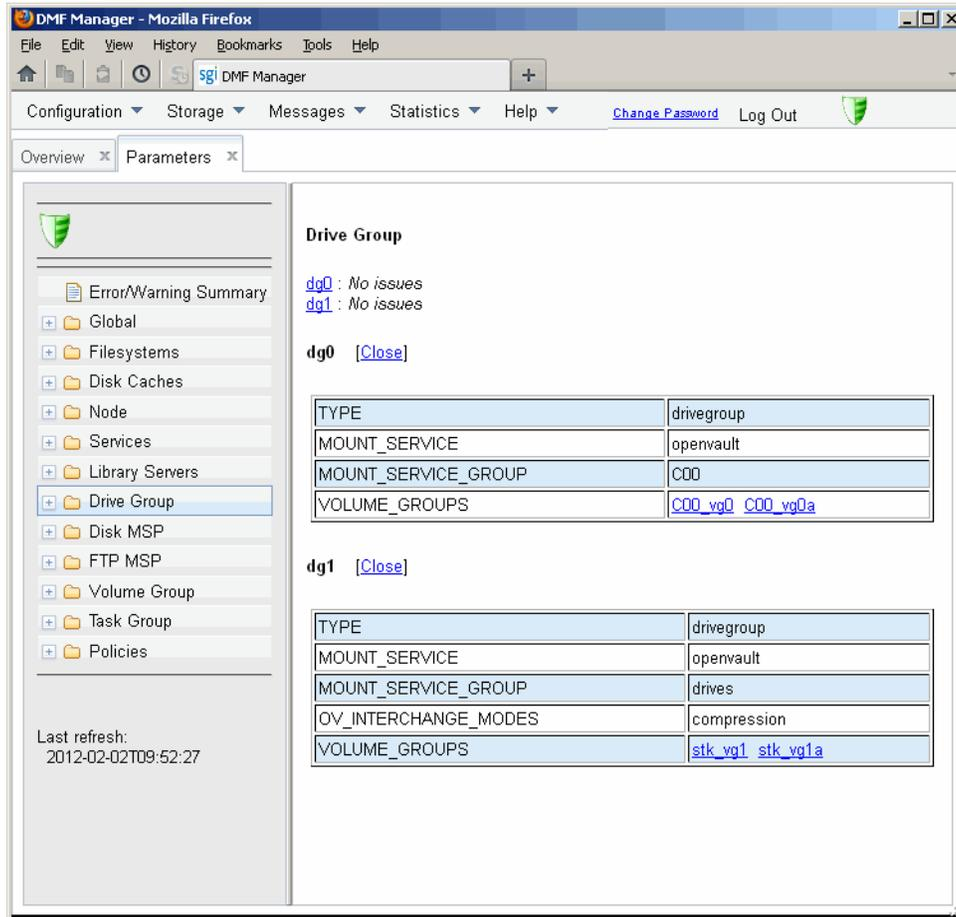 DMF Manager - Mozilla Firefox
File Edit View History Bookmarks Tools Help
sgi DMF Manager +
Configuration Storage Messages Statistics Help Change Password Log Out
Overview x Parameters x
Error/Warning Summary
Global
Filesystems
Disk Caches
Node
Services
Library Servers
Drive Group
Disk MSP
FTP MSP
Volume Group
Task Group
Policies
Last refresh:
2012-02-02T09:52:27
Drive Group
dg0 : No issues
dg1 : No issues
dg0 [Close]
TYPE drivegroup
MOUNT_SERVICE openvault
MOUNT_SERVICE_GROUP C00
VOLUME_GROUPS C00_vg0 C00_vg0a
dg1 [Close]
TYPE drivegroup
MOUNT_SERVICE openvault
MOUNT_SERVICE_GROUP drives
OV_INTERCHANGE_MODES compression
VOLUME_GROUPS stk_vg1 stk_vg1a